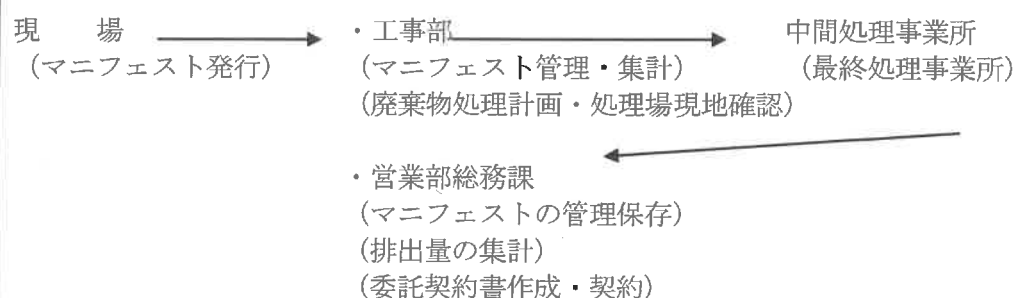 現　　場　・工事部　中間処理事業所
（マニフェスト発行）　（マニフェスト管理・集計）　（最終処理事業所）
（廃棄物処理計画・処理場現地確認）
・営業部総務課
（マニフェストの管理保存）
（排出量の集計）
（委託契約書作成・契約）